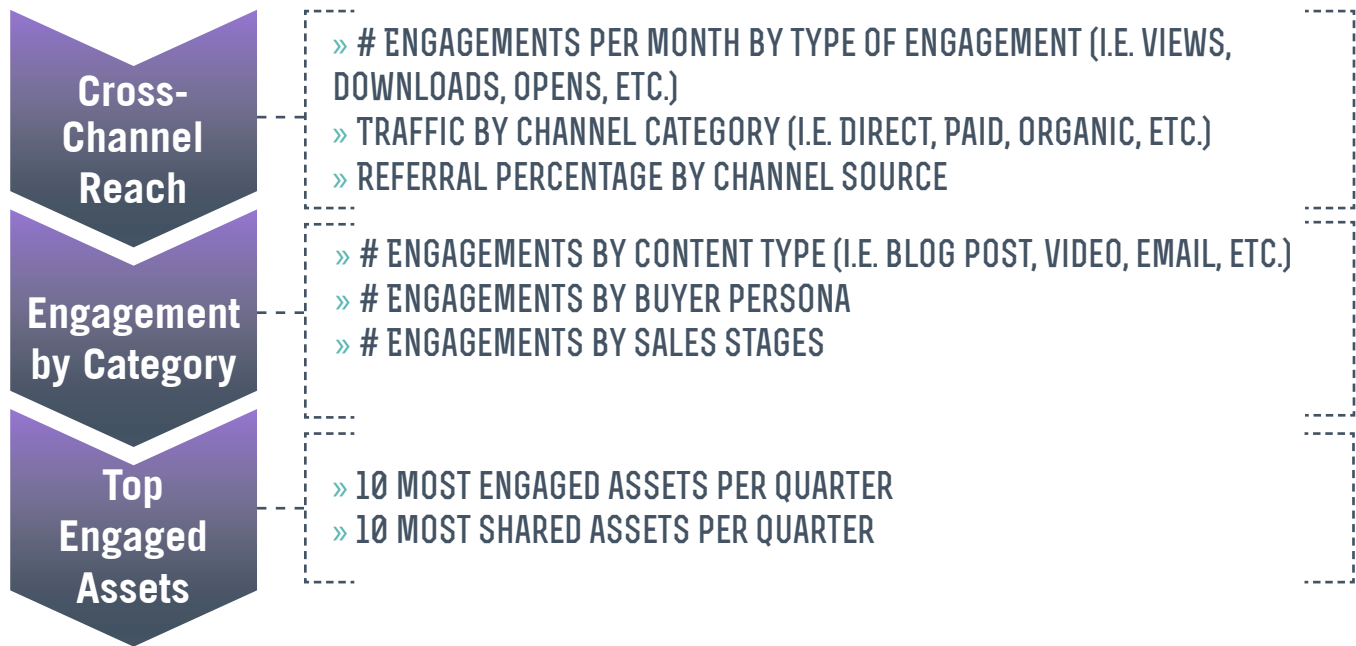 Cross-
Channel
Reach
» # ENGAGEMENTS PER MONTH BY TYPE OF ENGAGEMENT (I.E. VIEWS,
DOWNLOADS, OPENS, ETC.)
» TRAFFIC BY CHANNEL CATEGORY (I.E. DIRECT, PAID, ORGANIC, ETC.)
» REFERRAL PERCENTAGE BY CHANNEL SOURCE
Engagement
by Category
» # ENGAGEMENTS BY CONTENT TYPE (I.E. BLOG POST, VIDEO, EMAIL, ETC.)
» # ENGAGEMENTS BY BUYER PERSONA
» # ENGAGEMENTS BY SALES STAGES
Top
Engaged
Assets
» 10 MOST ENGAGED ASSETS PER QUARTER
» 10 MOST SHARED ASSETS PER QUARTER